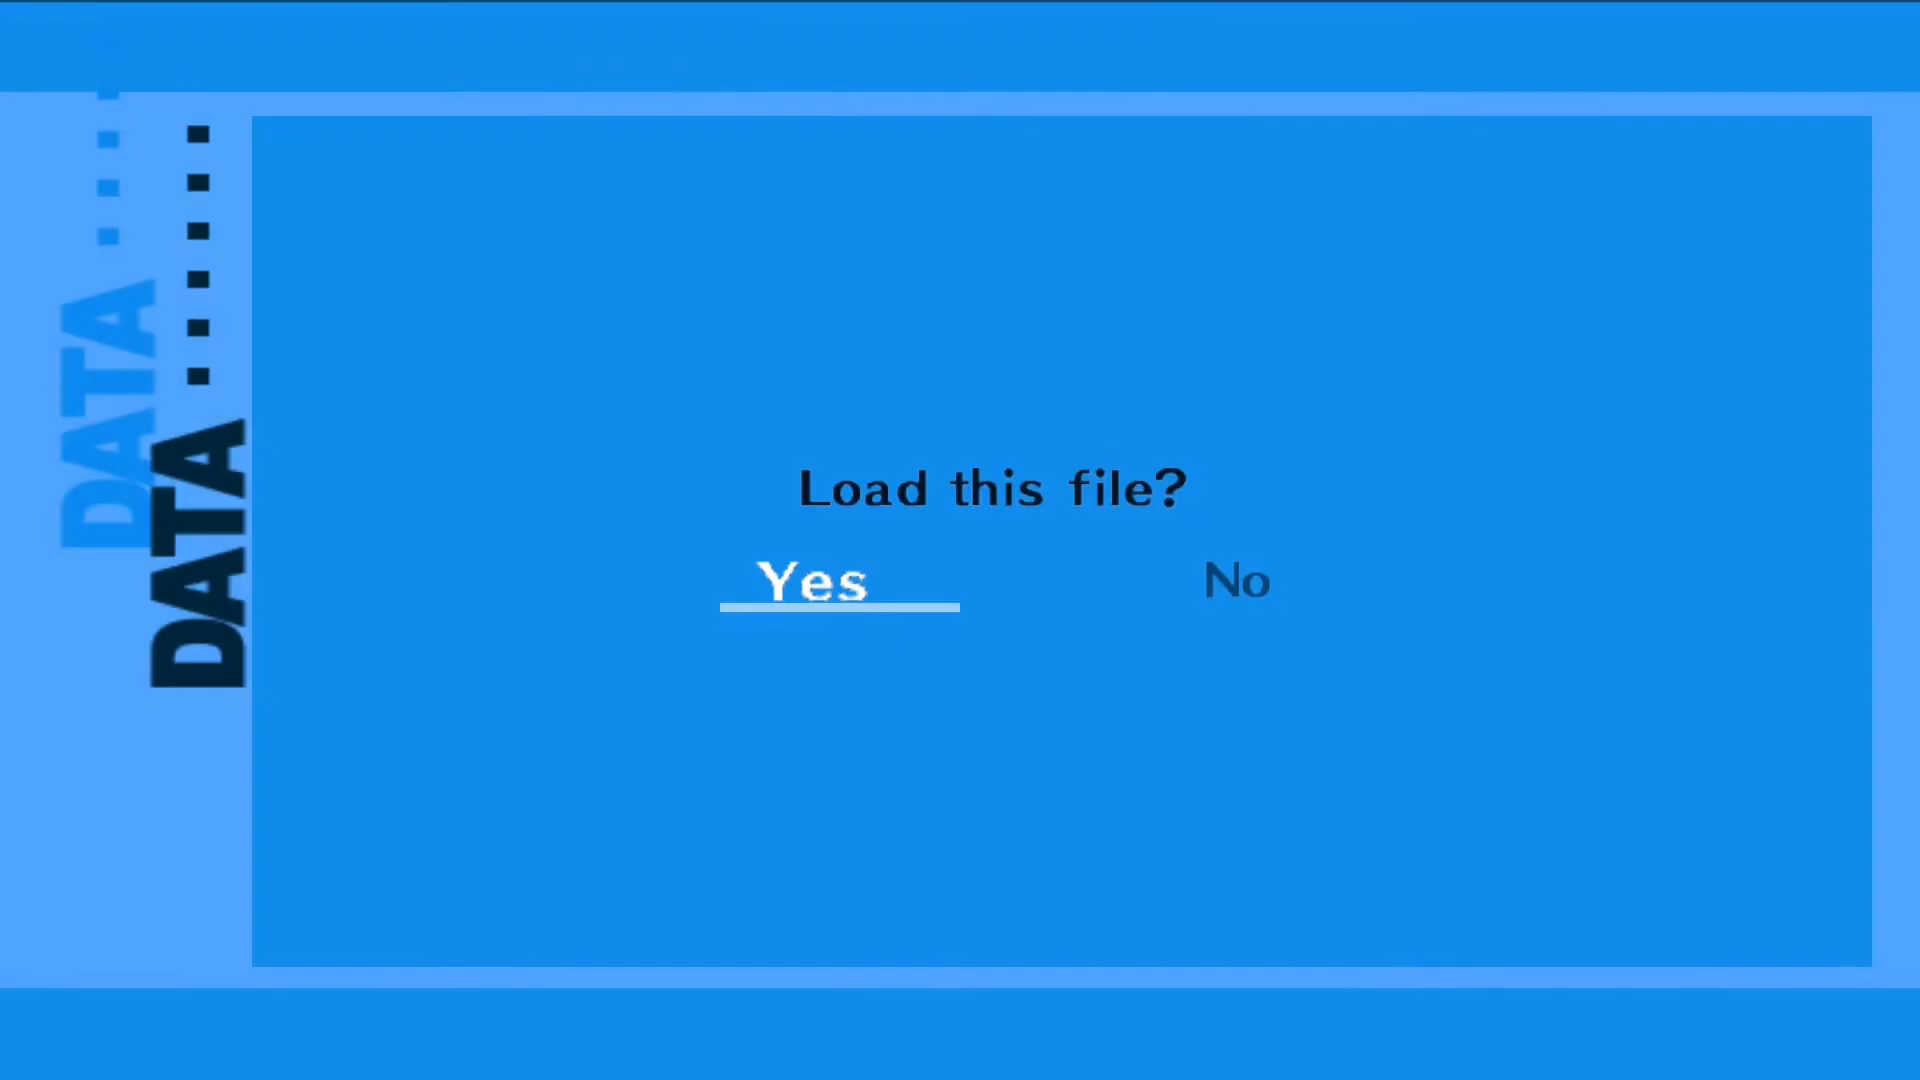 DATA ......
DATA ....
Load this file?
Yes No